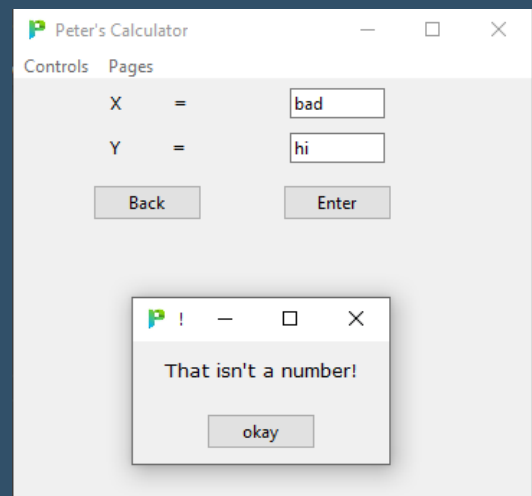 Peter's Calculator
Controls Pages
X = bad
Y = hi
Back Enter
!
That isn't a number!
okay